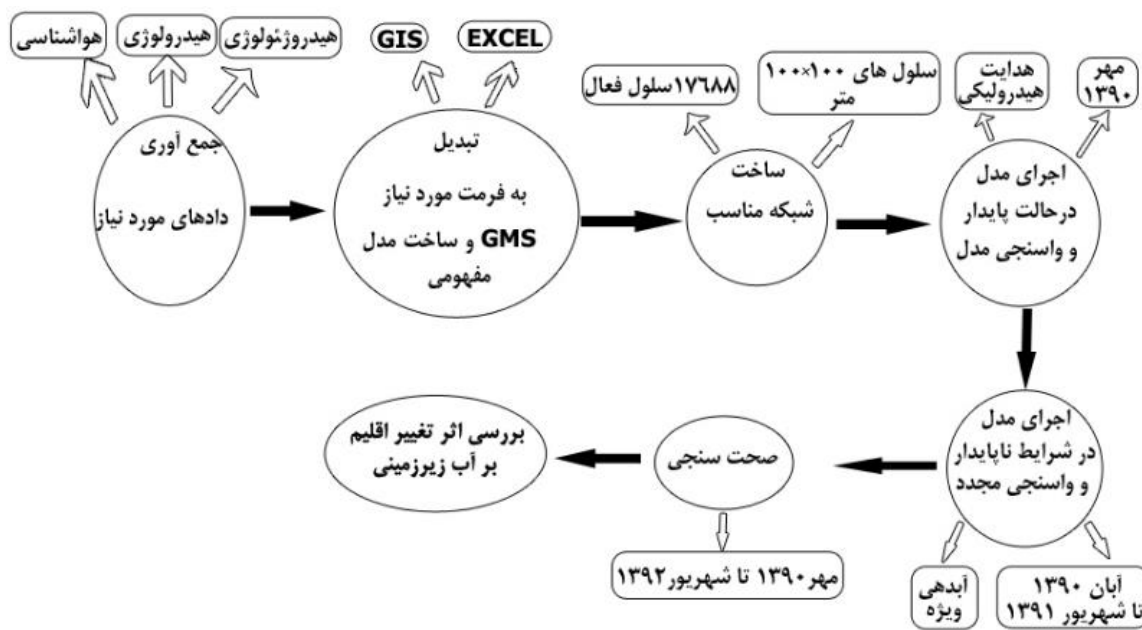 هواشناسی
هیدرولوژی
هیدروژئولوژی
جمع آوری
دادهای مورد نیاز
GIS
EXCEL
تبدیل
به فرمت مورد نیاز
GMS و ساخت مدل
مفهومی
۱۷۶۸۸سلول فعال
سلول های ۱۰۰×۱۰۰
متر
ساخت
شبکه مناسب
هدایت
هیدرولیکی
مهر
۱۳۹۰
اجرای مدل
درحالت پایدار
و واسنجی مدل
اجرای مدل
در شرایط ناپایدار
و واسنجی مجدد
آبدهی
ویژه
آبان ۱۳۹۰
تا شهریور ۱۳۹۱
صحت سنجی
مهر۱۳۹۰ تا شهریور۱۳۹۲
بررسی اثر تغییر اقلیم
بر آب زیرزمینی